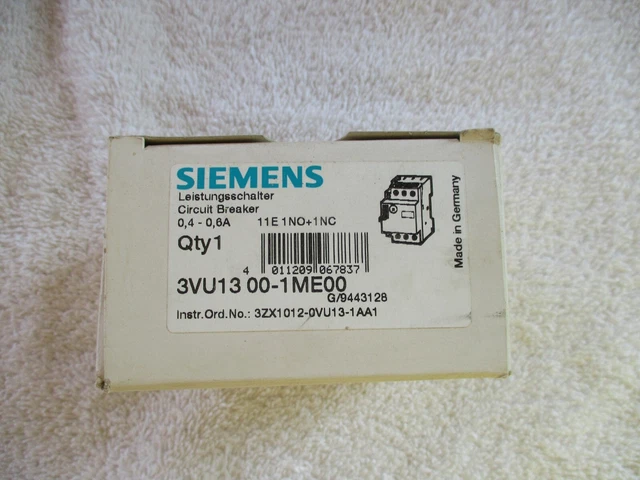 SIEMENS
Leistungsschalter
Circuit Breaker
0,4 - 0,6A 11E 1NO+1NC
Qty1
4 011209 067837
3VU13 00-1ME00
G/9443128
Instr.Ord.No.: 3ZX1012-0VU13-1AA1
Made in Germany